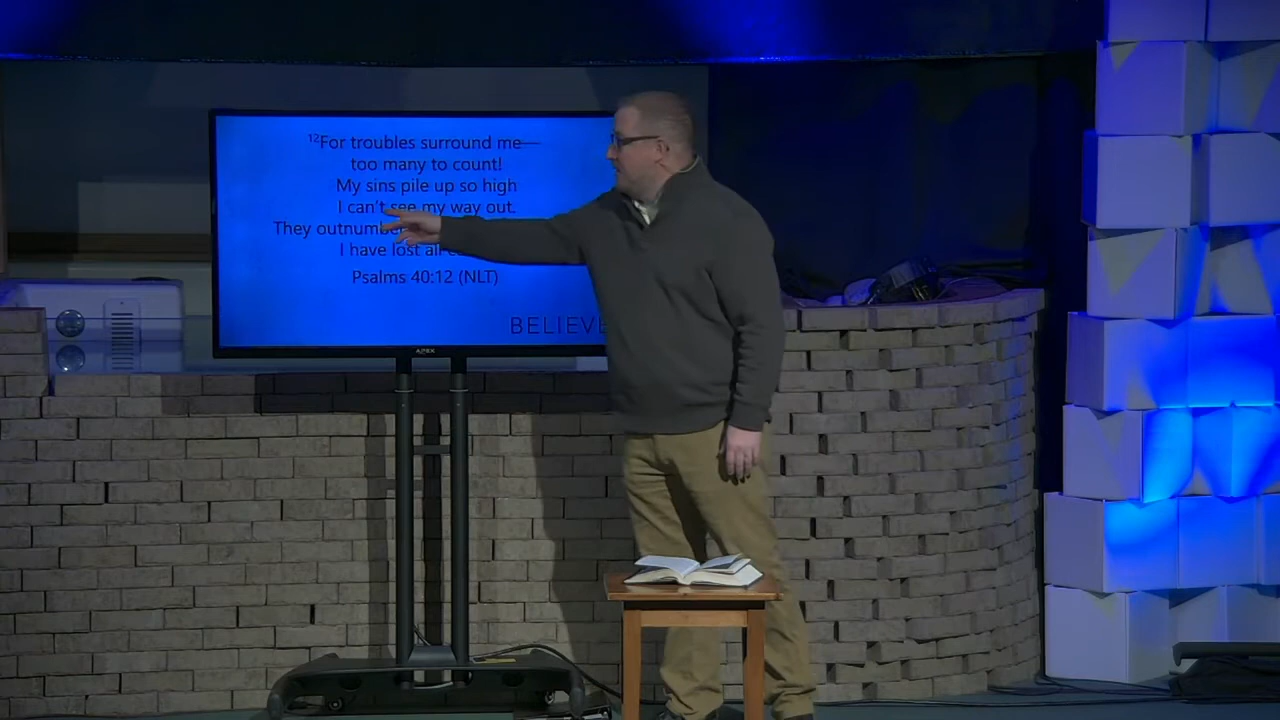 ¹²For troubles surround me—
too many to count!
My sins pile up so high
I can't see my way out.
They
I have lost all
Psalms 40:12 (NLT)
BELIEVE
APEX